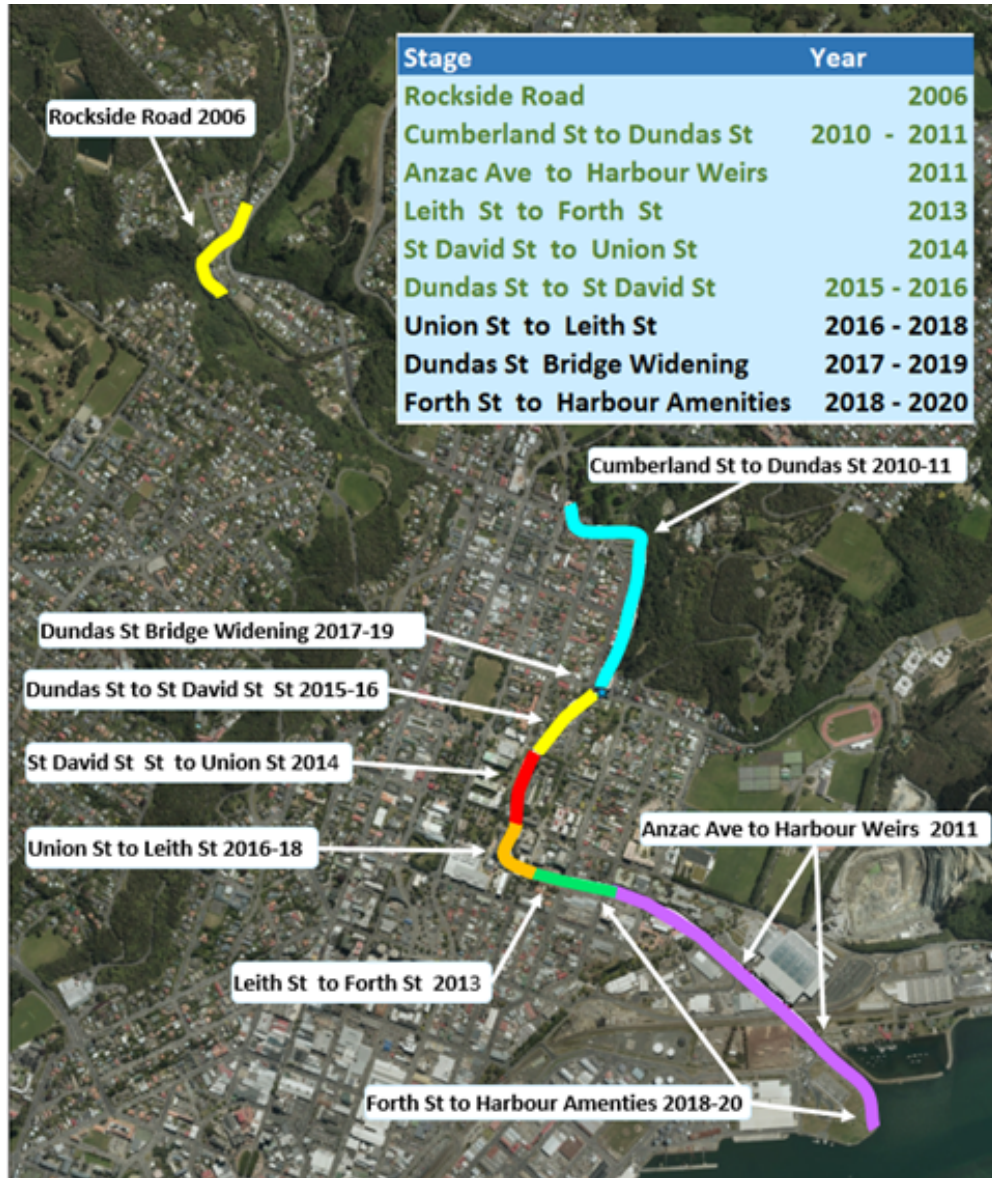 Stage Year
Rockside Road 2006
Cumberland St to Dundas St 2010 - 2011
Anzac Ave to Harbour Weirs 2011
Leith St to Forth St 2013
St David St to Union St 2014
Dundas St to St David St 2015 - 2016
Union St to Leith St 2016 - 2018
Dundas St Bridge Widening 2017 - 2019
Forth St to Harbour Amenities 2018 - 2020
Rockside Road 2006
Cumberland St to Dundas St 2010-11
Dundas St Bridge Widening 2017-19
Dundas St to St David St St 2015-16
St David St St to Union St 2014
Anzac Ave to Harbour Weirs 2011
Union St to Leith St 2016-18
Leith St to Forth St 2013
Forth St to Harbour Amenties 2018-20